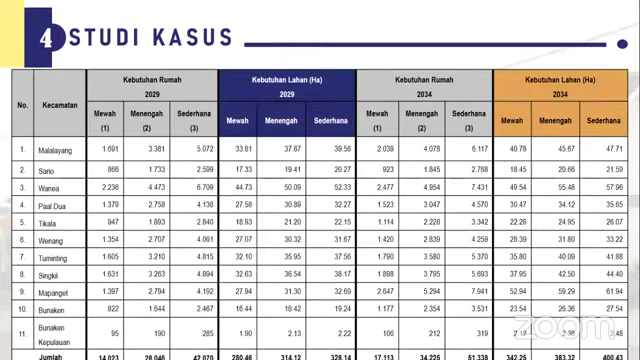 4 STUDI KASUS
No. Kecamatan Kebutuhan Rumah 2029 Kebutuhan Lahan (Ha) 2029 Kebutuhan Rumah 2034 Kebutuhan Lahan (Ha) 2034
Mewah (1) Menengah (2) Sederhana (3) Mewah Menengah Sederhana Mewah (1) Menengah (2) Sederhana (3) Mewah Menengah Sederhana
1. Malalayang 1.691 3.381 5.072 33.81 37.87 39.56 2.039 4.078 6.117 40.78 45.67 47.71
2. Sario 866 1.733 2.599 17.33 19.41 20.27 923 1.845 2.768 18.45 20.66 21.59
3. Wanea 2.236 4.473 6.709 44.73 50.09 52.33 2.477 4.954 7.431 49.54 55.48 57.96
4. Paal Dua 1.379 2.758 4.138 27.58 30.89 32.27 1.523 3.047 4.570 30.47 34.12 35.65
5. Tikala 947 1.893 2.840 18.93 21.20 22.15 1.114 2.228 3.342 22.28 24.95 26.07
6. Wenang 1.354 2.707 4.061 27.07 30.32 31.67 1.420 2.839 4.259 28.39 31.80 33.22
7. Tuminting 1.605 3.210 4.815 32.10 35.95 37.56 1.790 3.580 5.370 35.80 40.09 41.88
8. Singkil 1.631 3.263 4.894 32.63 36.54 38.17 1.898 3.795 5.693 37.95 42.50 44.40
9. Mapanget 1.397 2.794 4.192 27.94 31.30 32.69 2.647 5.294 7.941 52.94 59.29 61.94
10. Bunaken 822 1.644 2.467 16.44 18.42 19.24 1.177 2.354 3.531 23.54 26.36 27.54
11. Bunaken Kepulauan 95 190 285 1.90 2.13 2.22 106 212 319 2.12 2.38 2.48
Jumlah 14.023 28.046 42.070 280.46 314.12 328.14 17.113 34.225 51.338 342.25 383.32 400.43
zoom